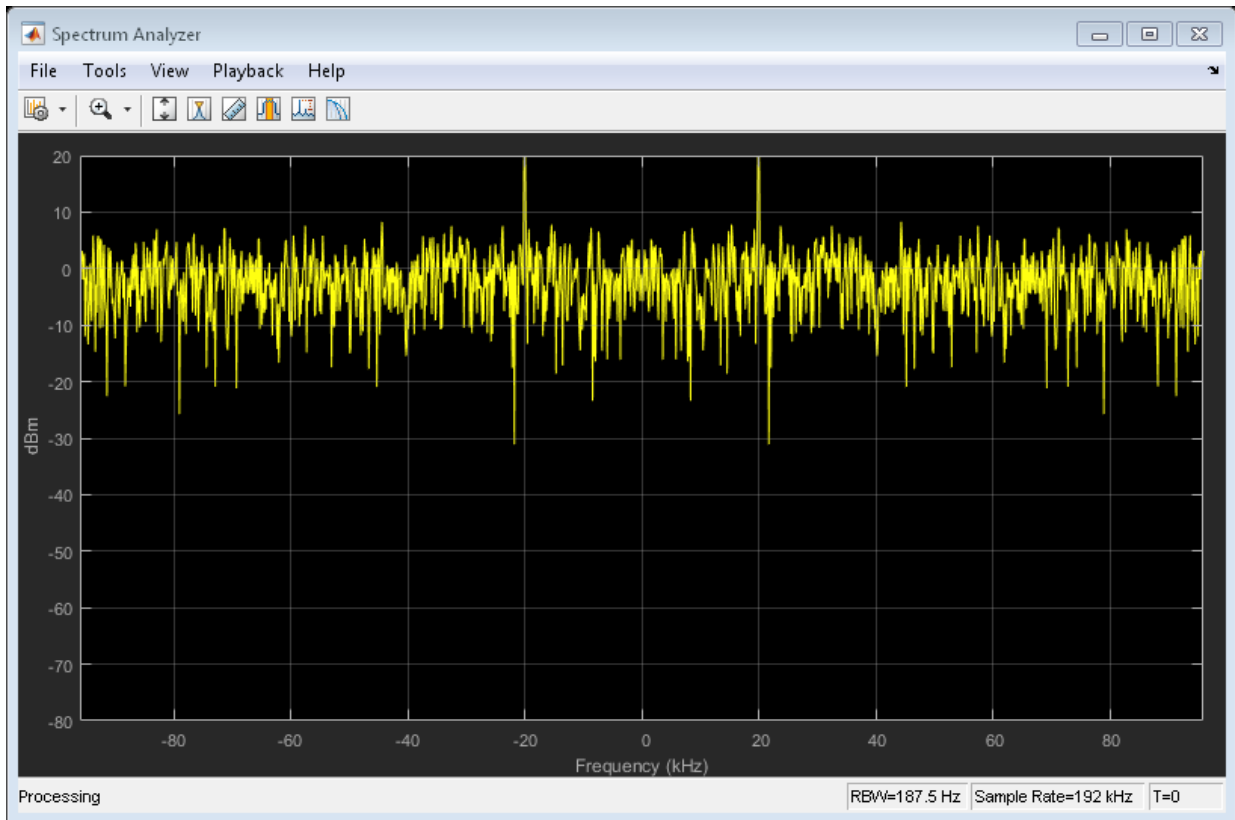 Spectrum Analyzer
File Tools View Playback Help
20
10
0
-10
-20
-30
-40
-50
-60
-70
-80
dBm
-80 -60 -40 -20 0 20 40 60 80
Frequency (kHz)
Processing RBW=187.5 Hz Sample Rate=192 kHz T=0